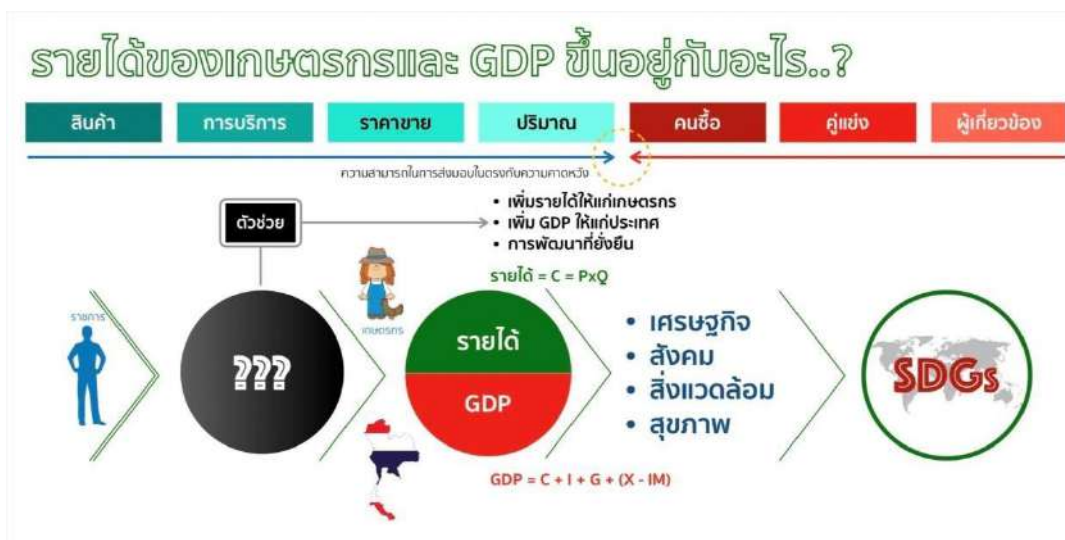 รายได้ของเกษตรกรและ GDP ขึ้นอยู่กับอะไร..?
สินค้า
การบริการ
ราคาขาย
ปริมาณ
คนซื้อ
คู่แข่ง
ผู้เกี่ยวข้อง
ความสามารถในการส่งมอบในตรงกับความคาดหวัง
ตัวช่วย
• เพิ่มรายได้ให้แก่เกษตรกร
• เพิ่ม GDP ให้แก่ประเทศ
• การพัฒนาที่ยั่งยืน
รายได้ = C = PxQ
ราชการ
???
เกษตรกร
รายได้
GDP
• เศรษฐกิจ
• สังคม
• สิ่งแวดล้อม
• สุขภาพ
SDGs
GDP = C + I + G + (X - IM)